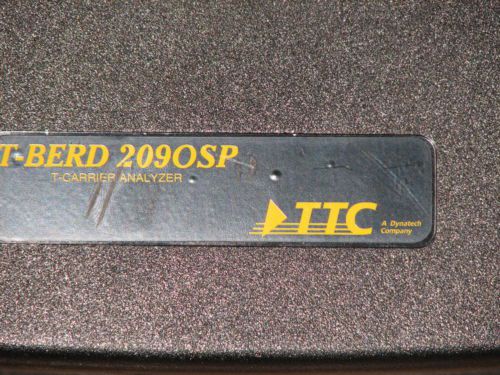 T-BERD 209OSP
T-CARRIER ANALYZER
TTC
A Dynatech
Company